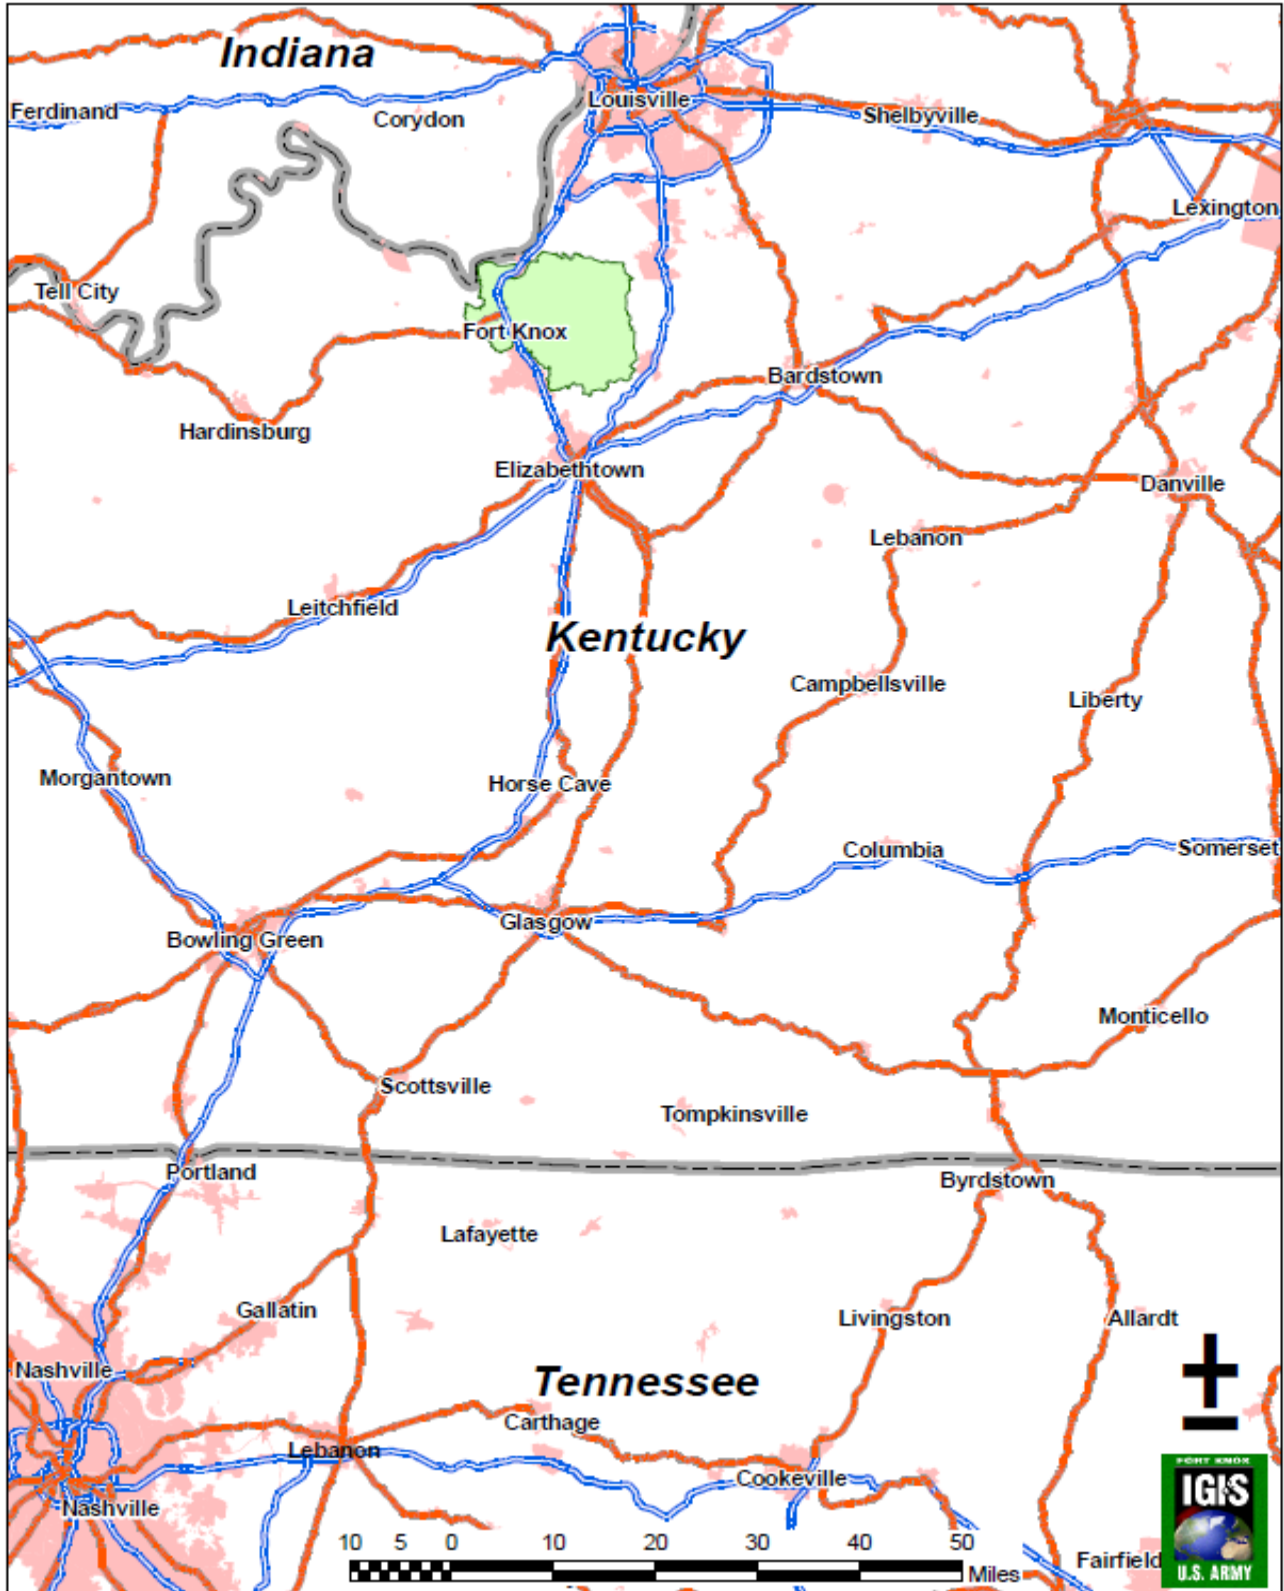 Indiana
Louisville
Ferdinand
Corydon
Shelbyville
Lexington
Tell City
Fort Knox
Bardstown
Hardinsburg
Elizabethtown
Danville
Lebanon
Leitchfield
Kentucky
Campbellsville
Liberty
Morgantown
Horse Cave
Columbia
Somerset
Glasgow
Bowling Green
Monticello
Scottsville
Tompkinsville
Portland
Byrdstown
Lafayette
Gallatin
Livingston
Allardt
Nashville
Tennessee
Carthage
Lebanon
Cookeville
Nashville
FORT KNOX
IGIS
U.S. ARMY
10 5 0 10 20 30 40 50
Miles
Fairfield